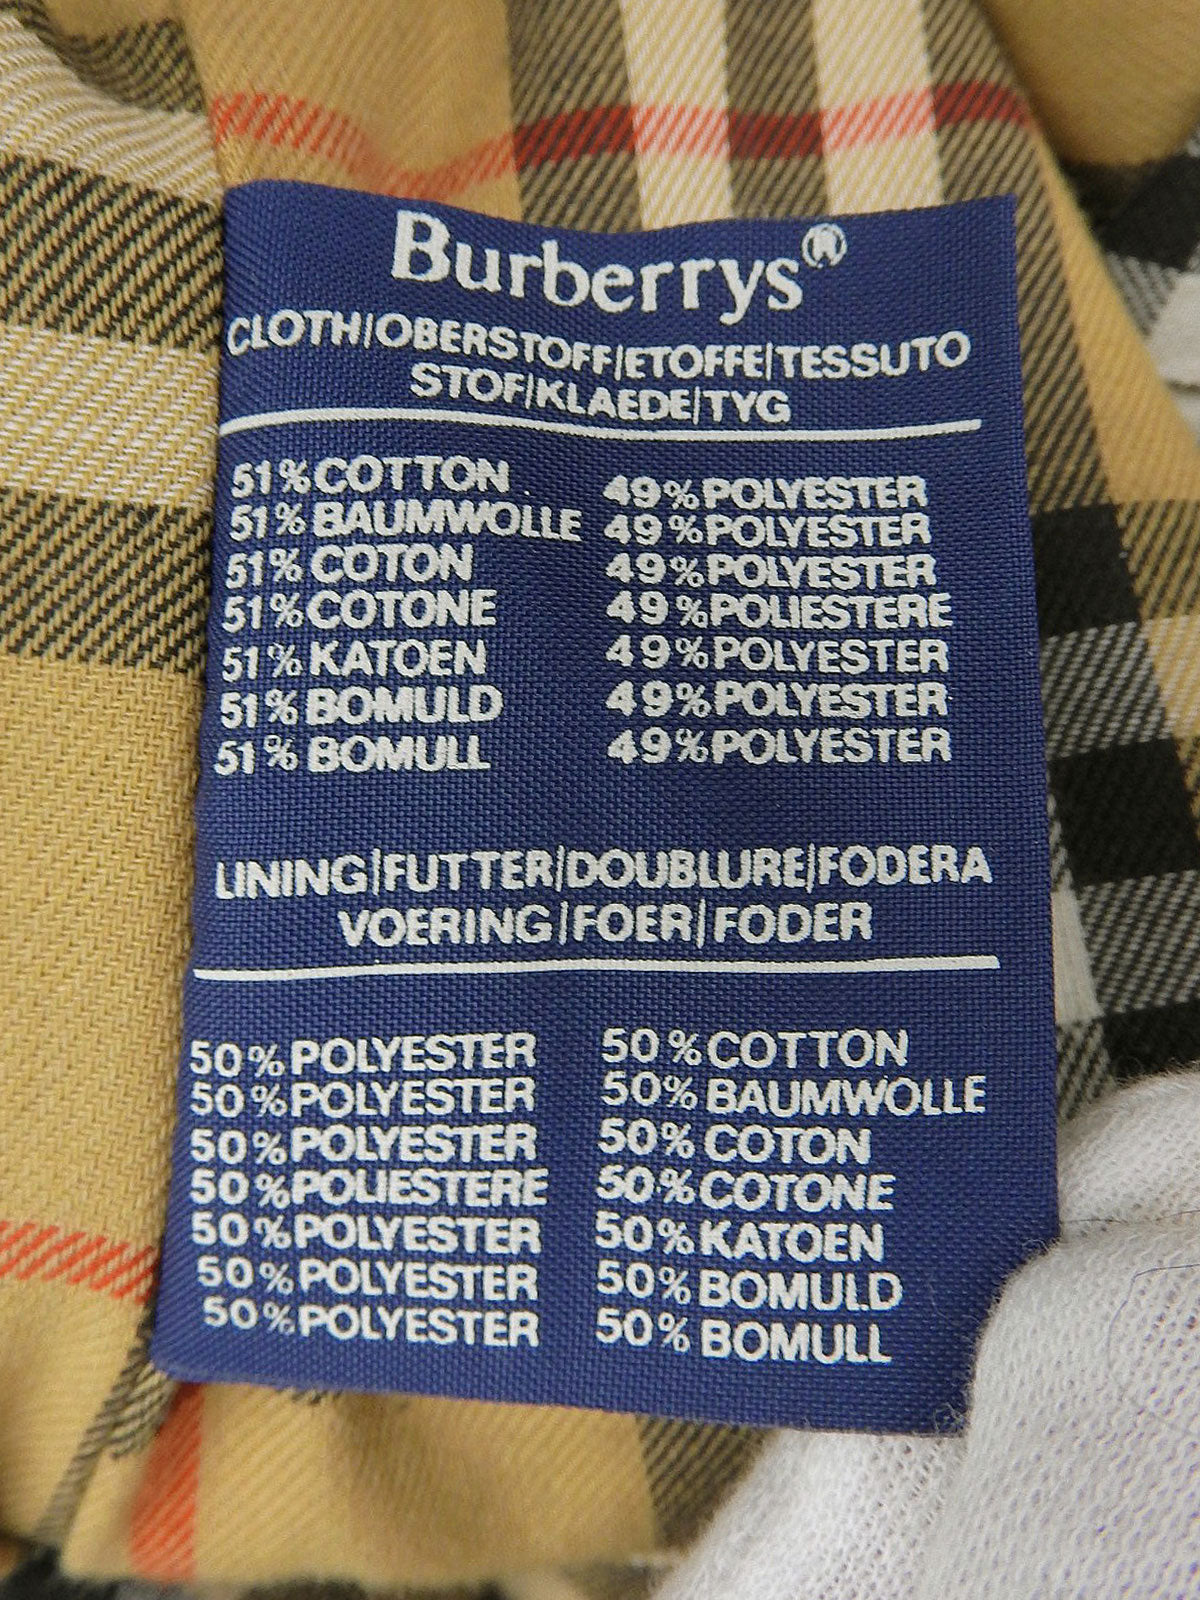 Burberrys®
CLOTH|OBERSTOFF|ETOFFE|TESSUTO
STOF|KLAEDE|TYG
51% COTTON 49% POLYESTER
51% BAUMWOLLE 49% POLYESTER
51% COTON 49% POLYESTER
51% COTONE 49% POLIESTERE
51% KATOEN 49% POLYESTER
51% BOMULD 49% POLYESTER
51% BOMULL 49% POLYESTER
LINING|FUTTER|DOUBLURE|FODERA
VOERING|FOER|FODER
50% POLYESTER 50% COTTON
50% POLYESTER 50% BAUMWOLLE
50% POLYESTER 50% COTON
50% POLIESTERE 50% COTONE
50% POLYESTER 50% KATOEN
50% POLYESTER 50% BOMULD
50% POLYESTER 50% BOMULL